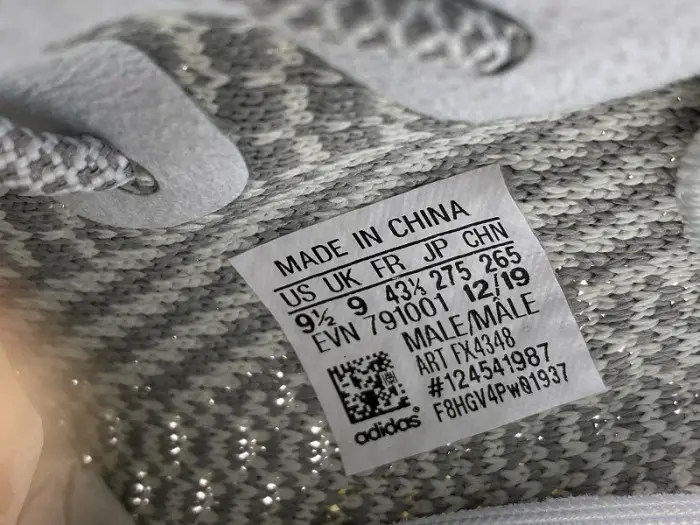 MADE IN CHINA
US UK FR JP CHN
9½ 9 43⅓ 275 265
EVN 791001 12/19
MALE/MÂLE
ART FX4348
#124541987
F8HGV4PwQ1937
adidas®